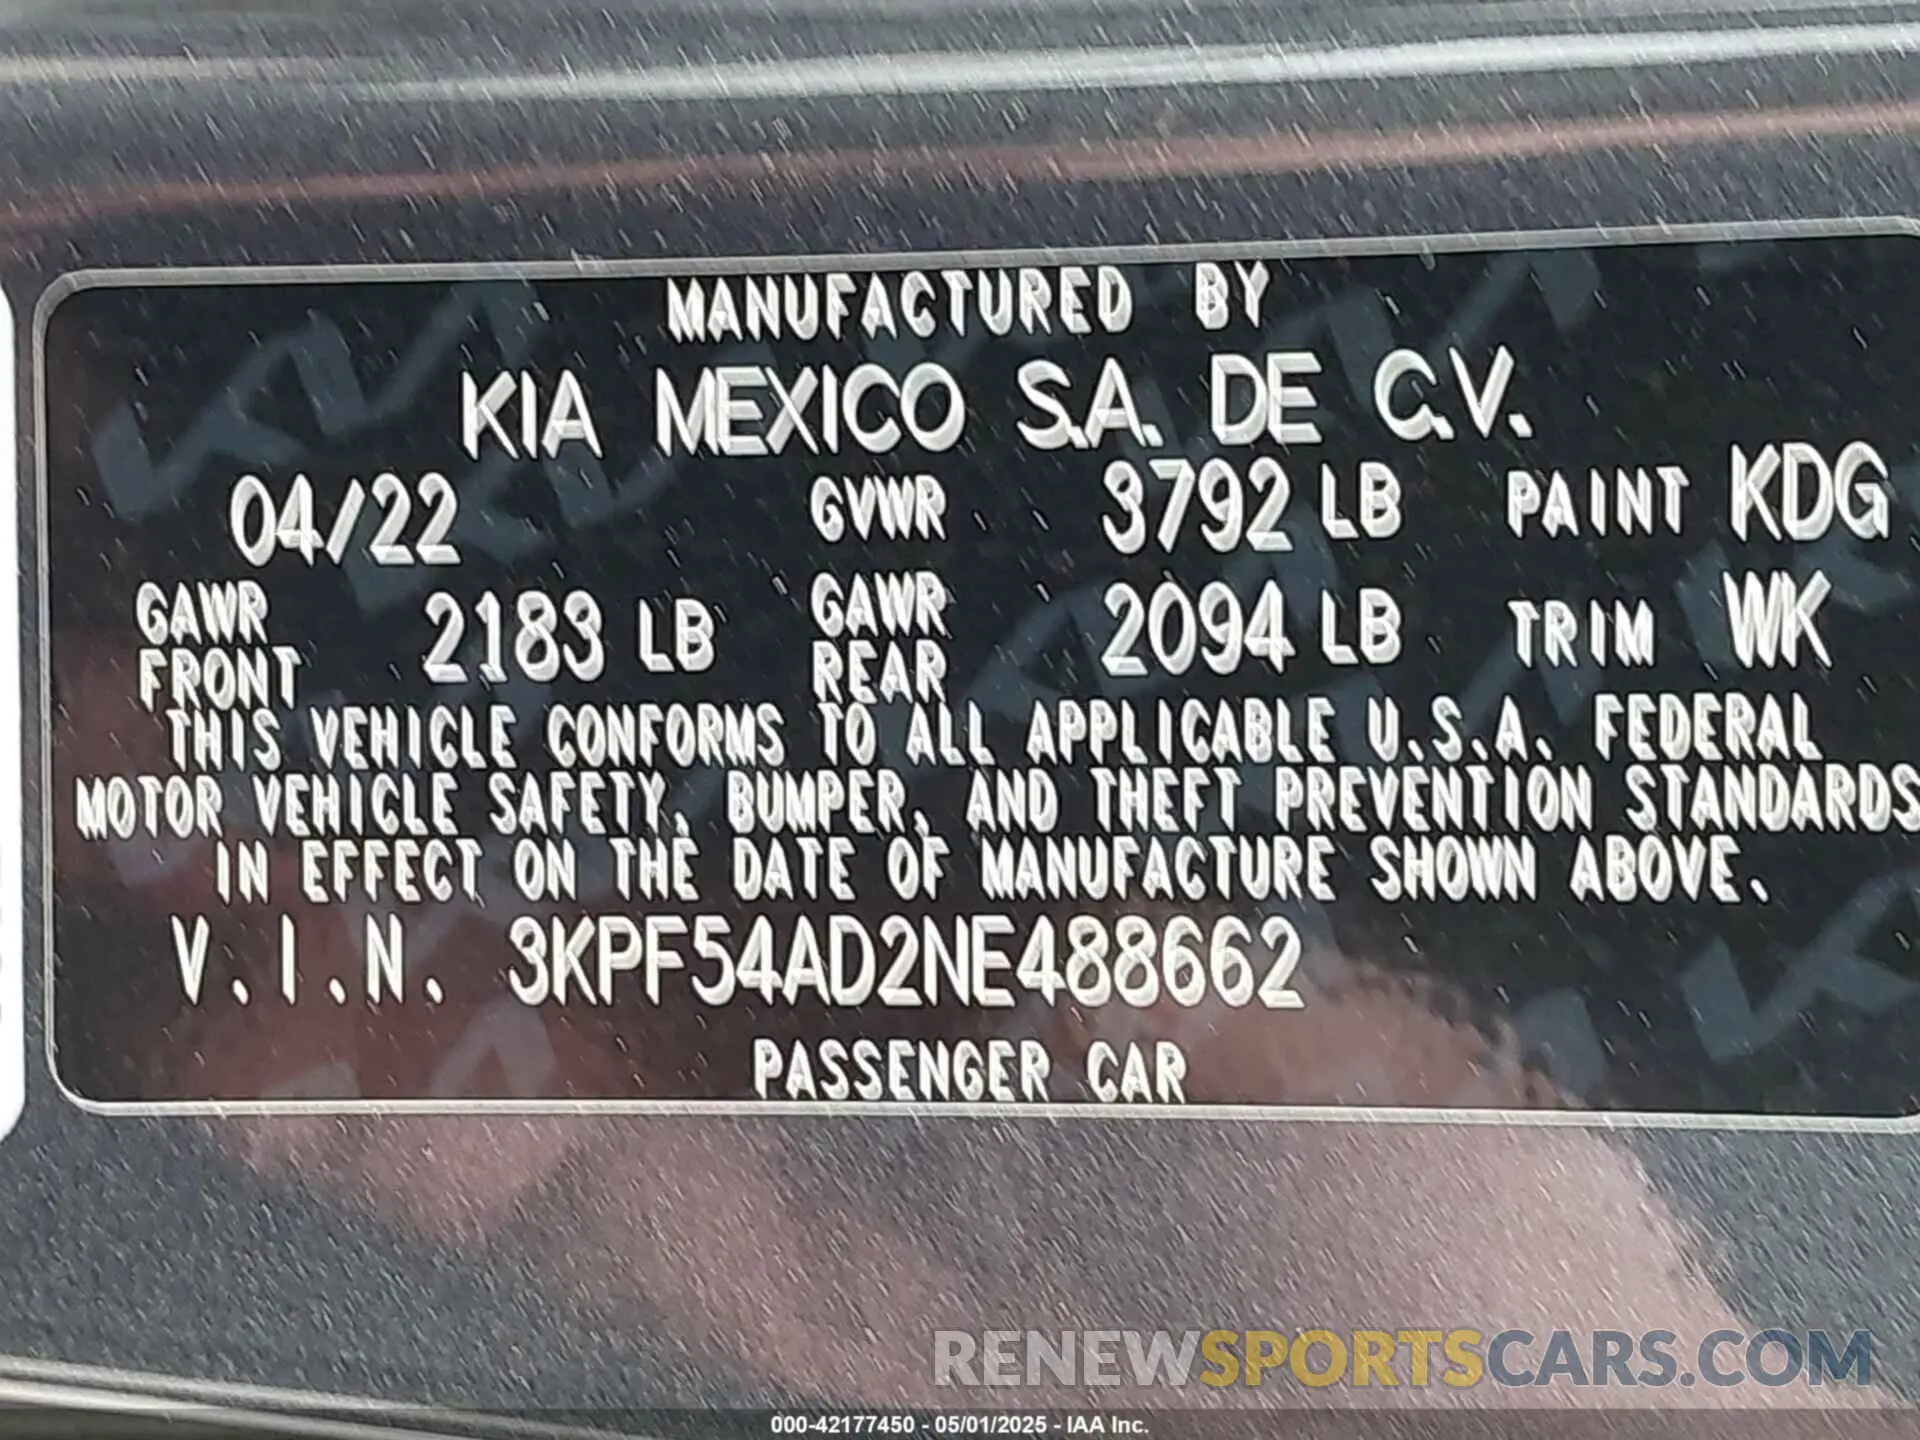 MANUFACTURED BY
KIA MEXICO S.A. DE C.V.
04/22 GVWR 3792 LB PAINT KDG
GAWR FRONT 2183 LB GAWR REAR 2094 LB TRIM WK
THIS VEHICLE CONFORMS TO ALL APPLICABLE U.S.A. FEDERAL
MOTOR VEHICLE SAFETY, BUMPER, AND THEFT PREVENTION STANDARDS
IN EFFECT ON THE DATE OF MANUFACTURE SHOWN ABOVE.
V.I.N. 3KPF54AD2NE488662
PASSENGER CAR
RENEWSPORTSCARS.COM
000-42177450 - 05/01/2025 - IAA Inc.